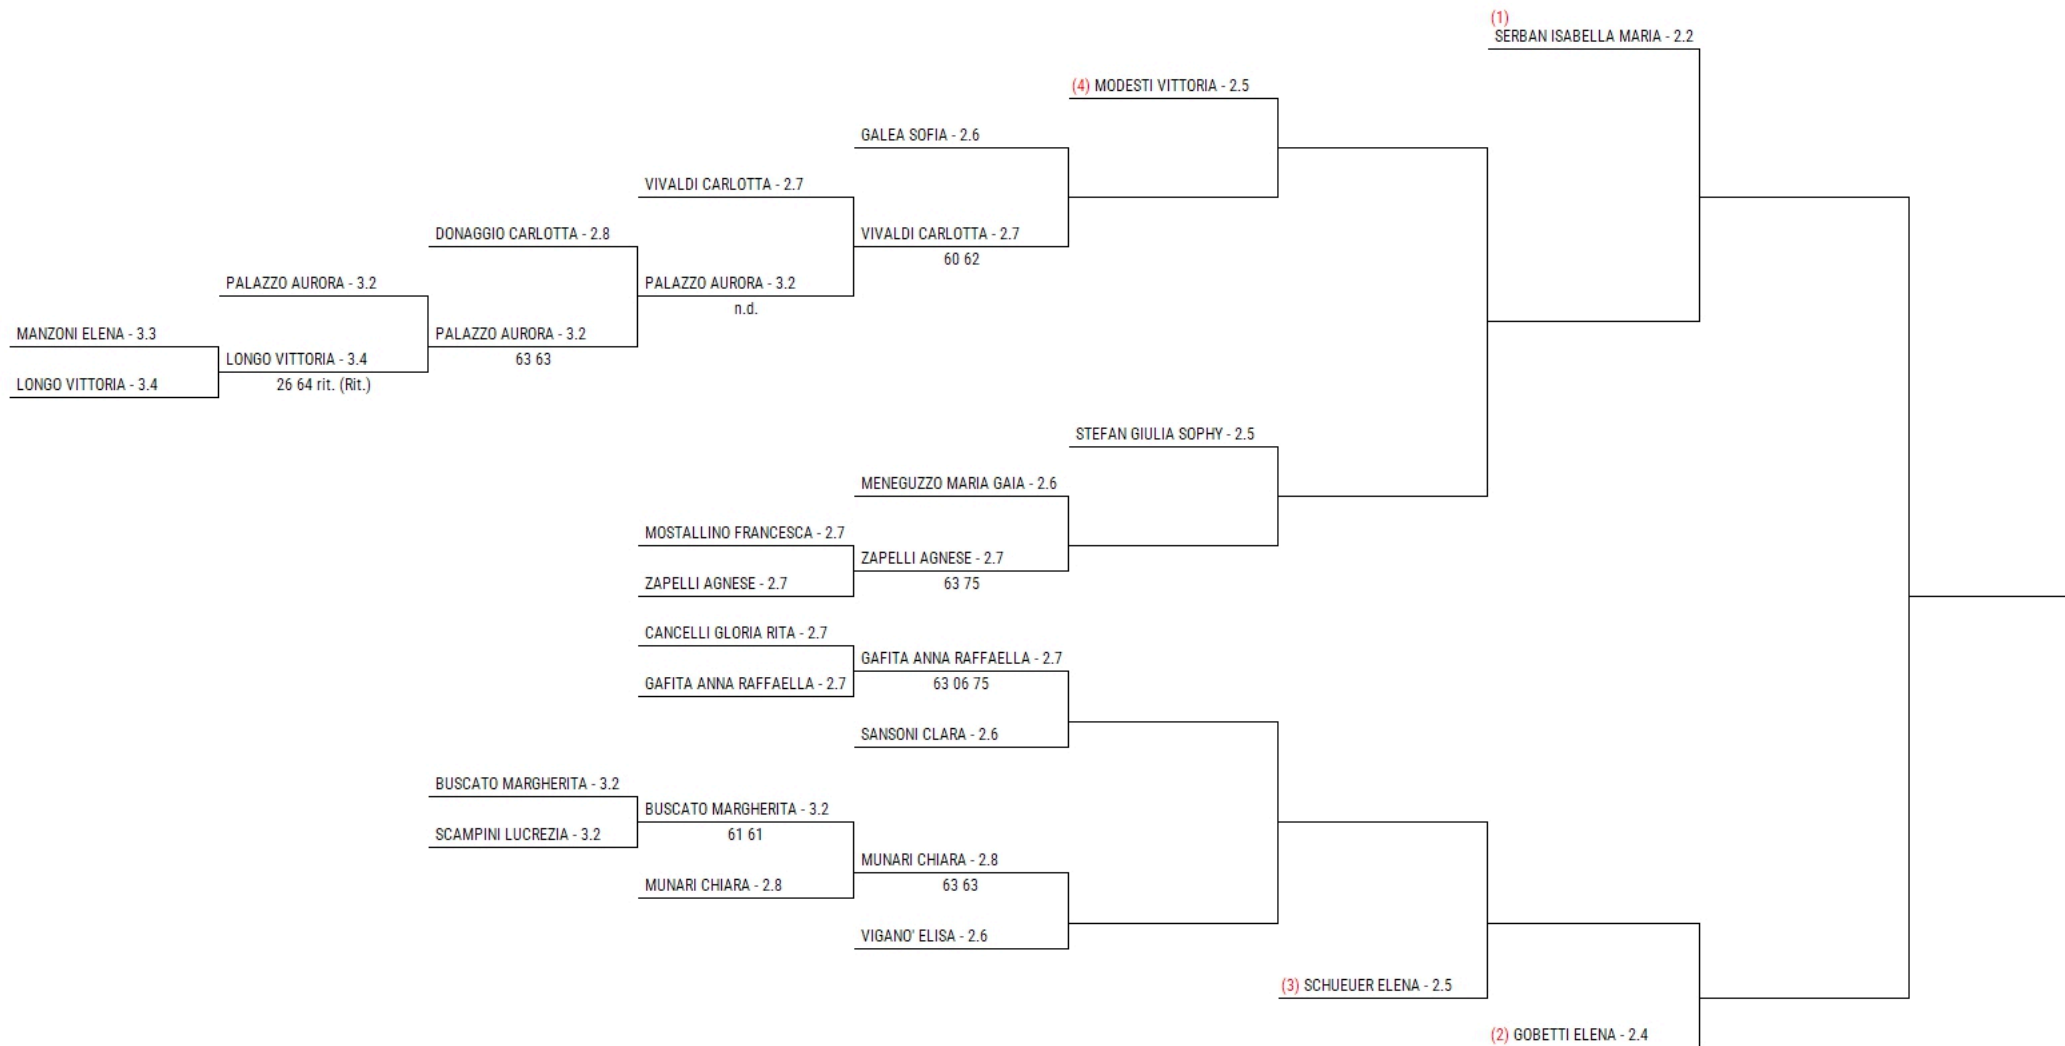 (1)
SERBAN ISABELLA MARIA - 2.2
(4) MODESTI VITTORIA - 2.5
GALEA SOFIA - 2.6
VIVALDI CARLOTTA - 2.7
DONAGGIO CARLOTTA - 2.8
VIVALDI CARLOTTA - 2.7
60 62
PALAZZO AURORA - 3.2
PALAZZO AURORA - 3.2
n.d.
MANZONI ELENA - 3.3
PALAZZO AURORA - 3.2
63 63
LONGO VITTORIA - 3.4
LONGO VITTORIA - 3.4
26 64 rit. (Rit.)
STEFAN GIULIA SOPHY - 2.5
MENEGUZZO MARIA GAIA - 2.6
MOSTALLINO FRANCESCA - 2.7
ZAPELLI AGNESE - 2.7
63 75
ZAPELLI AGNESE - 2.7
CANCELLI GLORIA RITA - 2.7
GAFITA ANNA RAFFAELLA - 2.7
63 06 75
GAFITA ANNA RAFFAELLA - 2.7
SANSONI CLARA - 2.6
BUSCATO MARGHERITA - 3.2
BUSCATO MARGHERITA - 3.2
61 61
SCAMPINI LUCREZIA - 3.2
MUNARI CHIARA - 2.8
63 63
MUNARI CHIARA - 2.8
VIGANO' ELISA - 2.6
(3) SCHUEUER ELENA - 2.5
(2) GOBETTI ELENA - 2.4